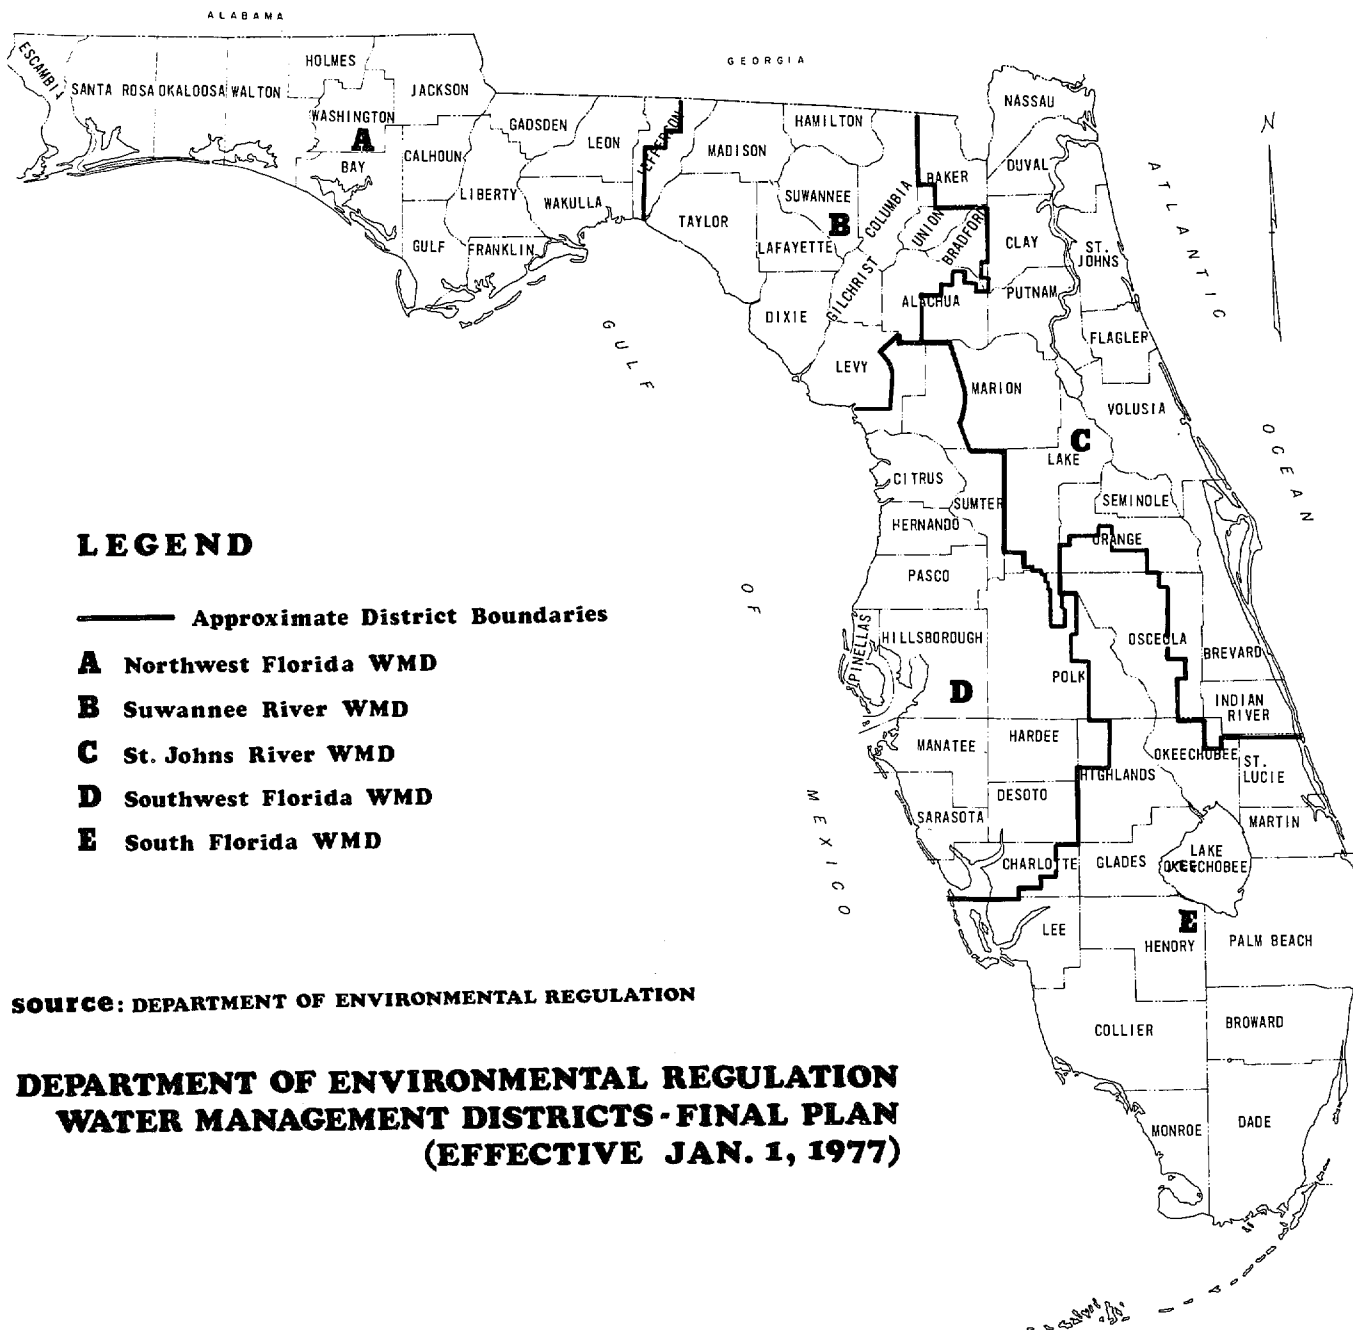 ALABAMA
GEORGIA
ESCAMBIA
SANTA ROSA
OKALOOSA
WALTON
HOLMES
WASHINGTON
JACKSON
A
BAY
CALHOUN
GULF
LIBERTY
GADSDEN
LEON
WAKULLA
FRANKLIN
JEFFERSON
MADISON
TAYLOR
HAMILTON
SUWANNEE
B
LAFAYETTE
DIXIE
GILCHRIST
COLUMBIA
UNION
BRADFORD
BAKER
NASSAU
DUVAL
CLAY
ST.
JOHNS
ALACHUA
PUTNAM
FLAGLER
LEVY
MARION
VOLUSIA
C
LAKE
CITRUS
SUMTER
SEMINOLE
HERNANDO
ORANGE
PASCO
PINELLAS
HILLSBOROUGH
OSCEOLA
BREVARD
POLK
D
INDIAN
RIVER
MANATEE
HARDEE
OKEECHOBEE
ST.
LUCIE
HIGHLANDS
DESOTO
SARASOTA
MARTIN
CHARLOTTE
GLADES
LAKE
OKEECHOBEE
E
LEE
HENDRY
PALM BEACH
COLLIER
BROWARD
MONROE
DADE
N
ATLANTIC
OCEAN
GULF
OF
MEXICO
LEGEND
Approximate District Boundaries
A Northwest Florida WMD
B Suwannee River WMD
C St. Johns River WMD
D Southwest Florida WMD
E South Florida WMD
source: DEPARTMENT OF ENVIRONMENTAL REGULATION
DEPARTMENT OF ENVIRONMENTAL REGULATION
WATER MANAGEMENT DISTRICTS - FINAL PLAN
(EFFECTIVE JAN. 1, 1977)